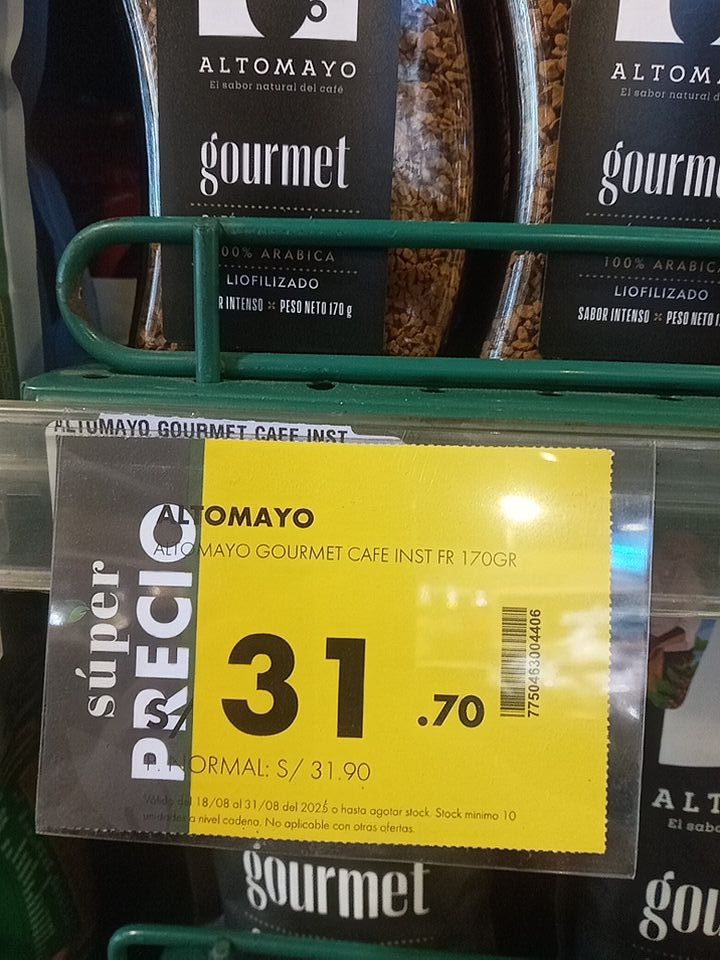 ALTOMAYO
El sabor natural del café
gourmet
100% ARABICA
LIOFILIZADO
INTENSO × PESO NETO 170 g
ALTOMA
El sabor natural d
gourm
100% ARABICA
LIOFILIZADO
SABOR INTENSO × PESO NETO 1
ALTOMAYO GOURMET CAFE INST
súper
PRECIO
ALTOMAYO
ALTOMAYO GOURMET CAFE INST FR 170GR
S/ 31.70
7750463004406
P. NORMAL: S/ 31.90
Válido del 18/08 al 31/08 del 2025 o hasta agotar stock. Stock minimo 10
unidades a nivel cadena. No aplicable con otras ofertas.
gourmet
ALT
El sabo
gou